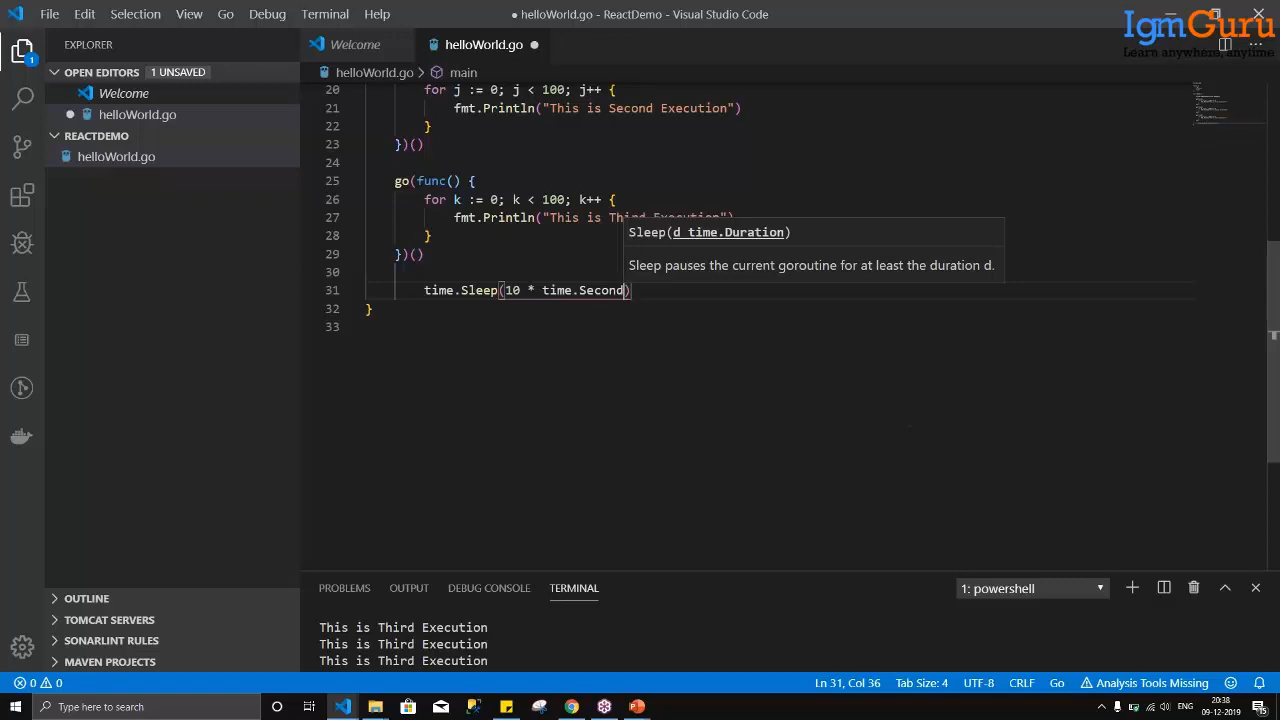 File Edit Selection View Go Debug Terminal Help
● helloWorld.go - ReactDemo - Visual Studio Code
IgmGuru
Learn anywhere, anytime.
EXPLORER
Welcome
helloWorld.go
OPEN EDITORS 1 UNSAVED
helloWorld.go > main
Welcome
helloWorld.go
REACTDEMO
helloWorld.go
20 for j := 0; j < 100; j++ {
21 fmt.Println("This is Second Execution")
22 }
23 })()
24
25 go(func() {
26 for k := 0; k < 100; k++ {
27 fmt.Println("This is Third Execution")
28 }
29 })()
30
31 time.Sleep(10 * time.Second)
32 }
33
Sleep(d time.Duration)
Sleep pauses the current goroutine for at least the duration d.
OUTLINE
TOMCAT SERVERS
SONARLINT RULES
MAVEN PROJECTS
PROBLEMS OUTPUT DEBUG CONSOLE TERMINAL
1: powershell
This is Third Execution
This is Third Execution
This is Third Execution
0 0
Ln 31, Col 36 Tab Size: 4 UTF-8 CRLF Go Analysis Tools Missing
Type here to search
ENG
20:38
09-12-2019